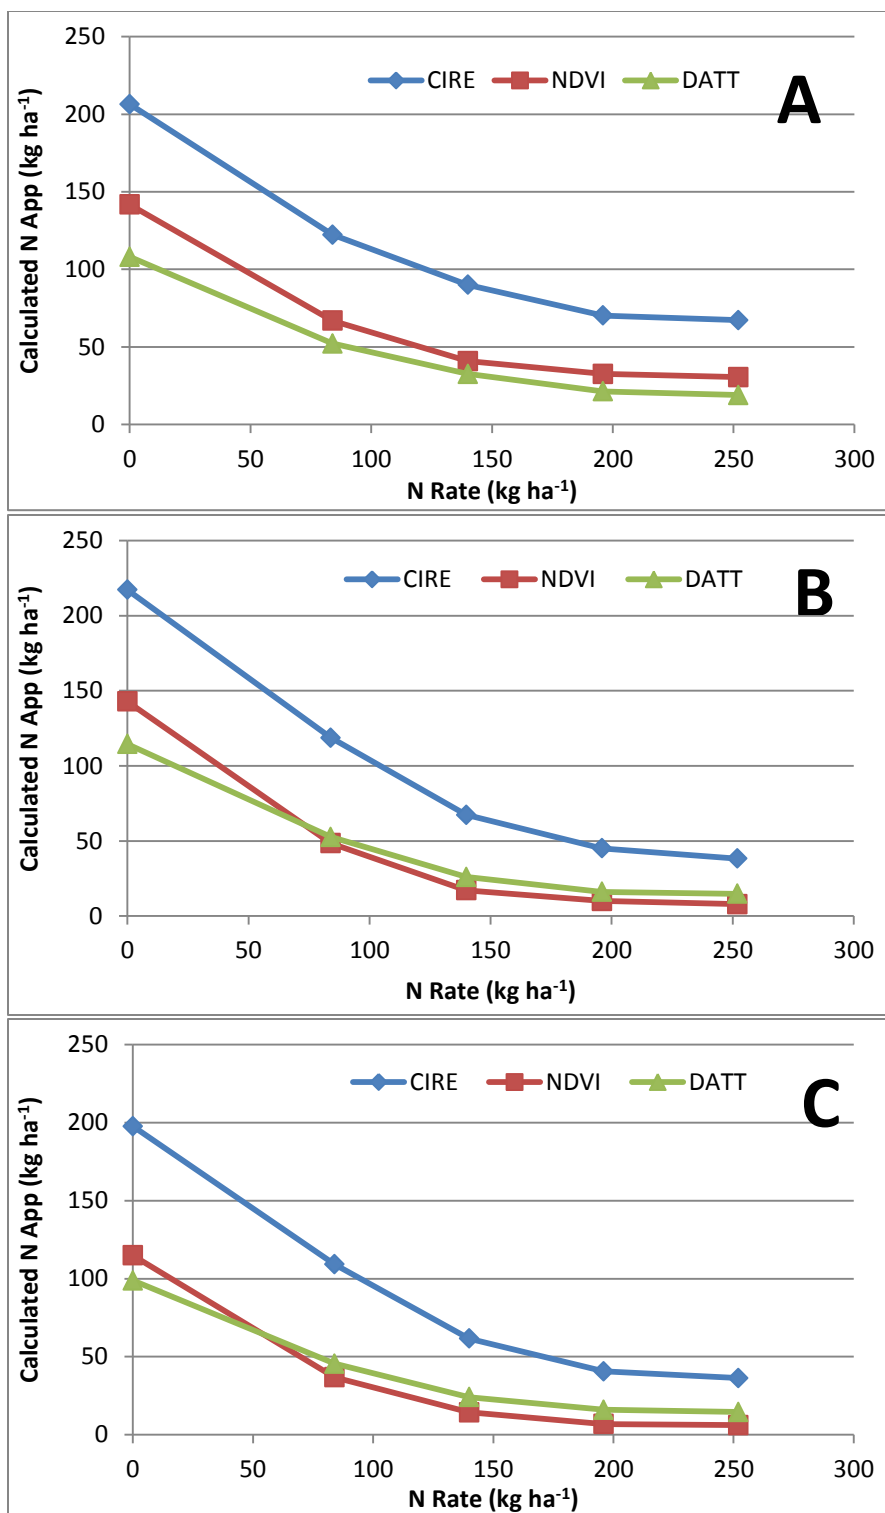 250
200
150
100
50
0
Calculated N App (kg ha-1)
CIRE NDVI DATT
A
0 50 100 150 200 250 300
N Rate (kg ha-1)
250
200
150
100
50
0
Calculated N App (kg ha-1)
CIRE NDVI DATT
B
0 50 100 150 200 250 300
N Rate (kg ha-1)
250
200
150
100
50
0
Calculated N App (kg ha-1)
CIRE NDVI DATT
C
0 50 100 150 200 250 300
N Rate (kg ha-1)